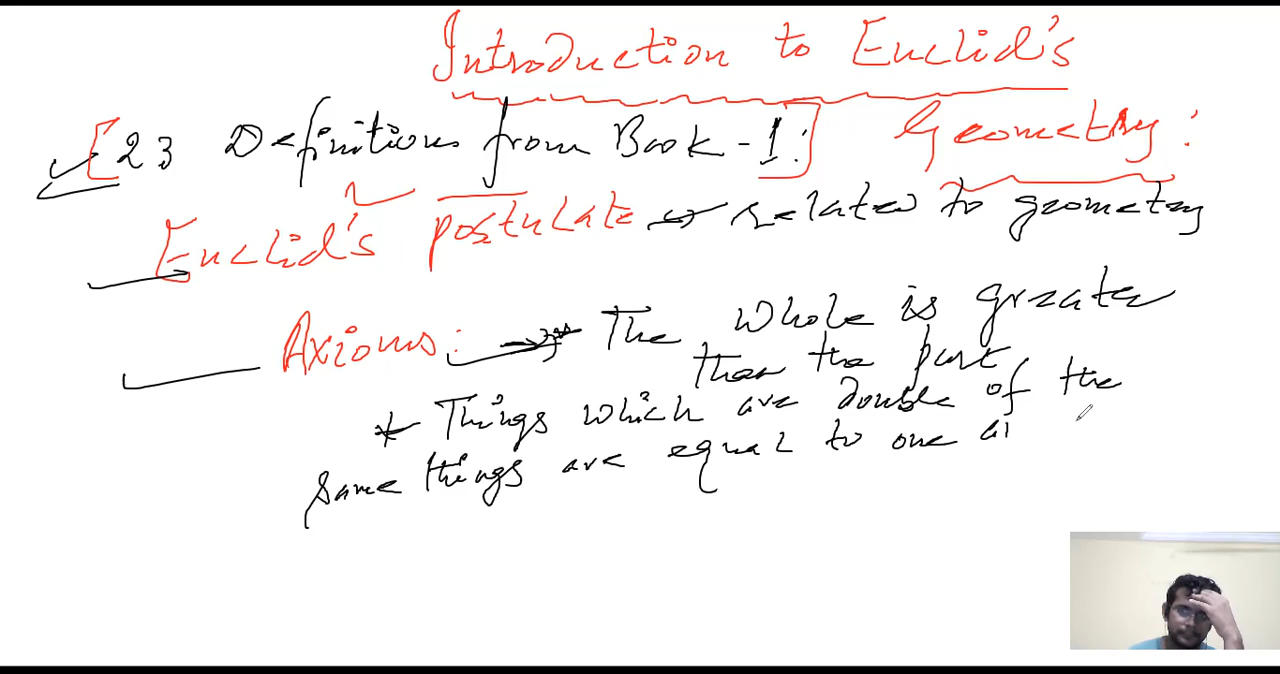 Introduction to Euclid's
Geometry:
[23 Definitions from Book-1:]
Euclid's postulate related to geometry
Axioms: The whole is greater
than the part
* Things which are double of the
same things are equal to one